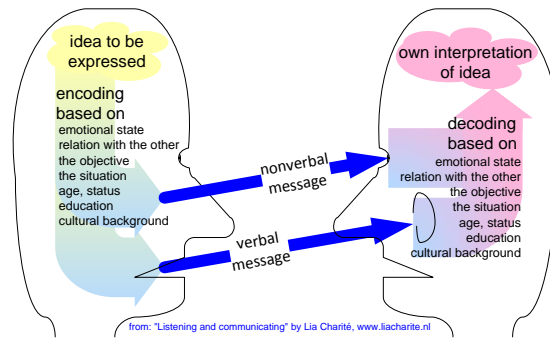 idea to be
expressed
encoding
based on
emotional state
relation with the other
the objective
the situation
age, status
education
cultural background
nonverbal
message
verbal
message
own interpretation
of idea
decoding
based on
emotional state
relation with the other
the objective
the situation
age, status
education
cultural background
from: "Listening and communicating" by Lia Charité, www.liacharite.nl